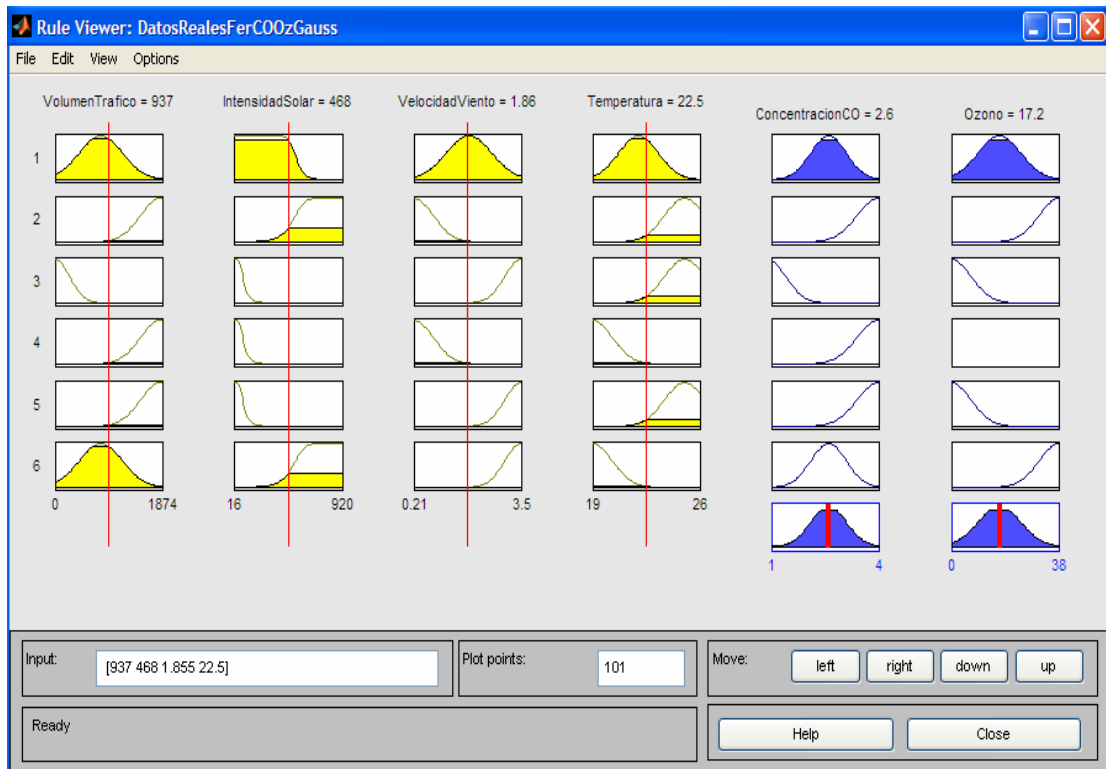 Rule Viewer: DatosRealesFerCOOzGauss
File Edit View Options
VolumenTrafico = 937 IntensidadSolar = 468 VelocidadViento = 1.86 Temperatura = 22.5 ConcentracionCO = 2.6 Ozono = 17.2
1
2
3
4
5
6
0 1874 16 920 0.21 3.5 19 26
1 4 0 38
Input: [937 468 1.855 22.5] Plot points: 101 Move: left right down up
Ready Help Close